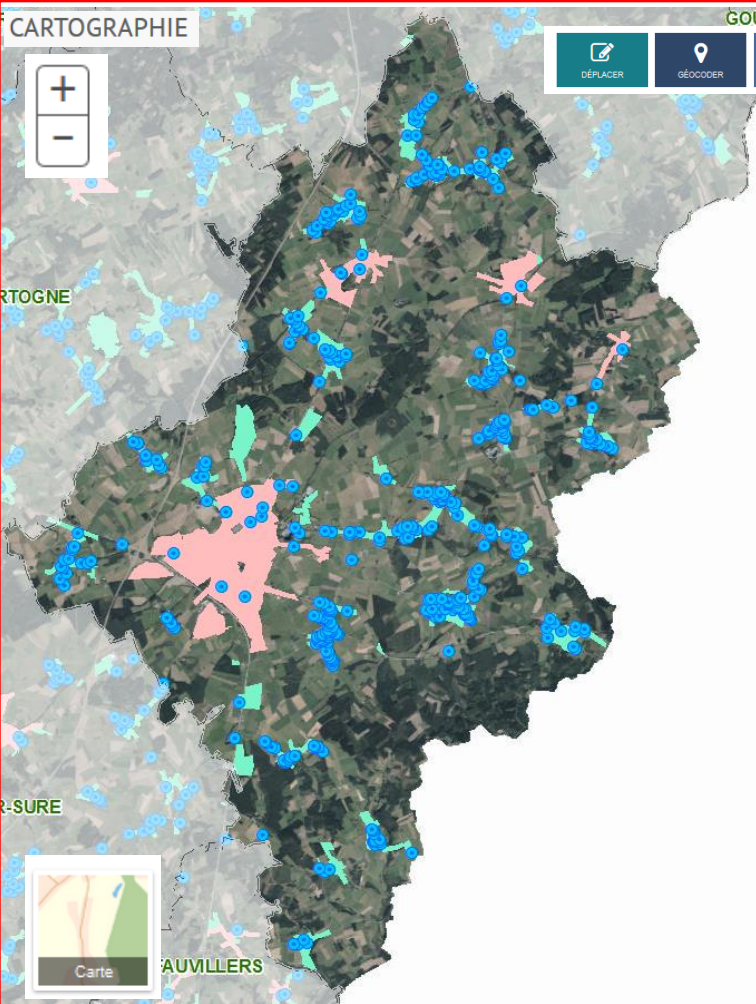 CARTOGRAPHIE
GOU
+
−
DÉPLACER
GÉOCODER
RTOGNE
R-SURE
Carte
FAUVILLERS